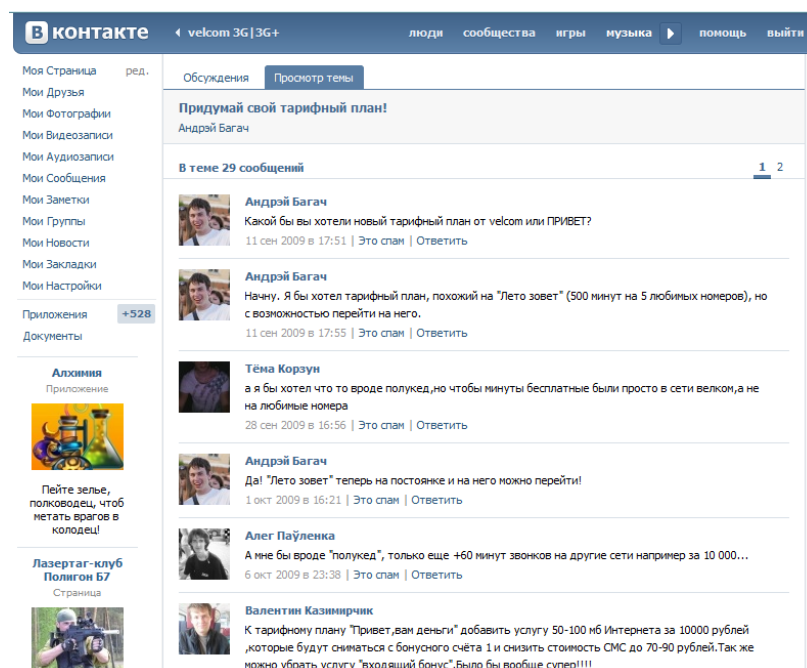 В контакте
velcom 3G|3G+
люди сообщества игры музыка помощь выйти
Моя Страница ред.
Мои Друзья
Мои Фотографии
Мои Видеозаписи
Мои Аудиозаписи
Мои Сообщения
Мои Заметки
Мои Группы
Мои Новости
Мои Закладки
Мои Настройки
Приложения +528
Документы
Алхимия
Приложение
Пейте зелье,
полководец, чтоб
метать врагов в
колодец!
Лазертаг-клуб
Полигон Б7
Страница
Обсуждения Просмотр темы
Придумай свой тарифный план!
Андрэй Багач
В теме 29 сообщений 1 2
Андрэй Багач
Какой бы вы хотели новый тарифный план от velcom или ПРИВЕТ?
11 сен 2009 в 17:51 | Это спам | Ответить
Андрэй Багач
Начну. Я бы хотел тарифный план, похожий на "Лето зовет" (500 минут на 5 любимых номеров), но
с возможностью перейти на него.
11 сен 2009 в 17:55 | Это спам | Ответить
Тёма Корзун
а я бы хотел что то вроде полукед,но чтобы минуты бесплатные были просто в сети велком,а не
на любимые номера
28 сен 2009 в 16:56 | Это спам | Ответить
Андрэй Багач
Да! "Лето зовет" теперь на постоянке и на него можно перейти!
1 окт 2009 в 16:21 | Это спам | Ответить
Алег Паўленка
А мне бы вроде "полукед", только еще +60 минут звонков на другие сети например за 10 000...
6 окт 2009 в 23:38 | Это спам | Ответить
Валентин Казимирчик
К тарифному плану "Привет,вам деньги" добавить услугу 50-100 мб Интернета за 10000 рублей
,которые будут сниматься с бонусного счёта 1 и снизить стоимость СМС до 70-90 рублей.Так же
можно убрать услугу "входящий бонус".Было бы вообще супер!!!!